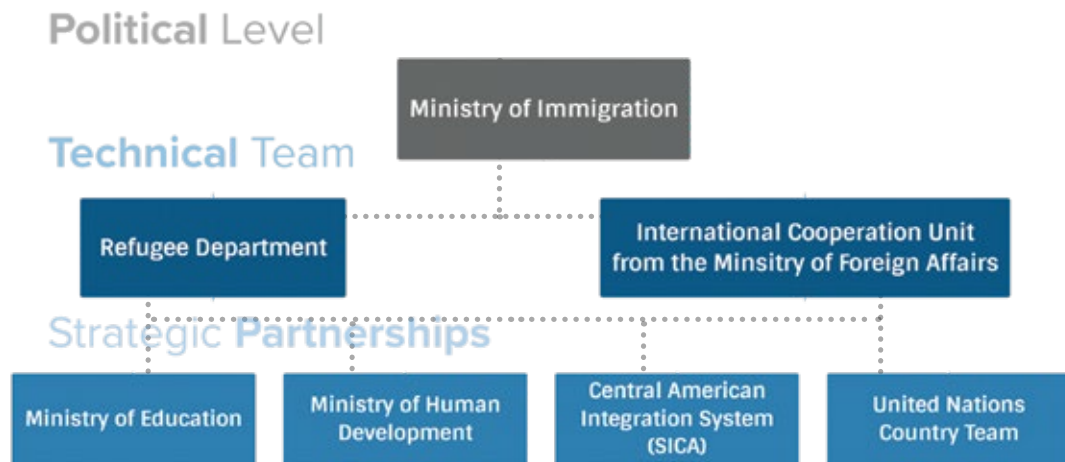 Political Level
Ministry of Immigration
Technical Team
Refugee Department
International Cooperation Unit
from the Minsitry of Foreign Affairs
Strategic Partnerships
Ministry of Education
Ministry of Human
Development
Central American
Integration System
(SICA)
United Nations
Country Team